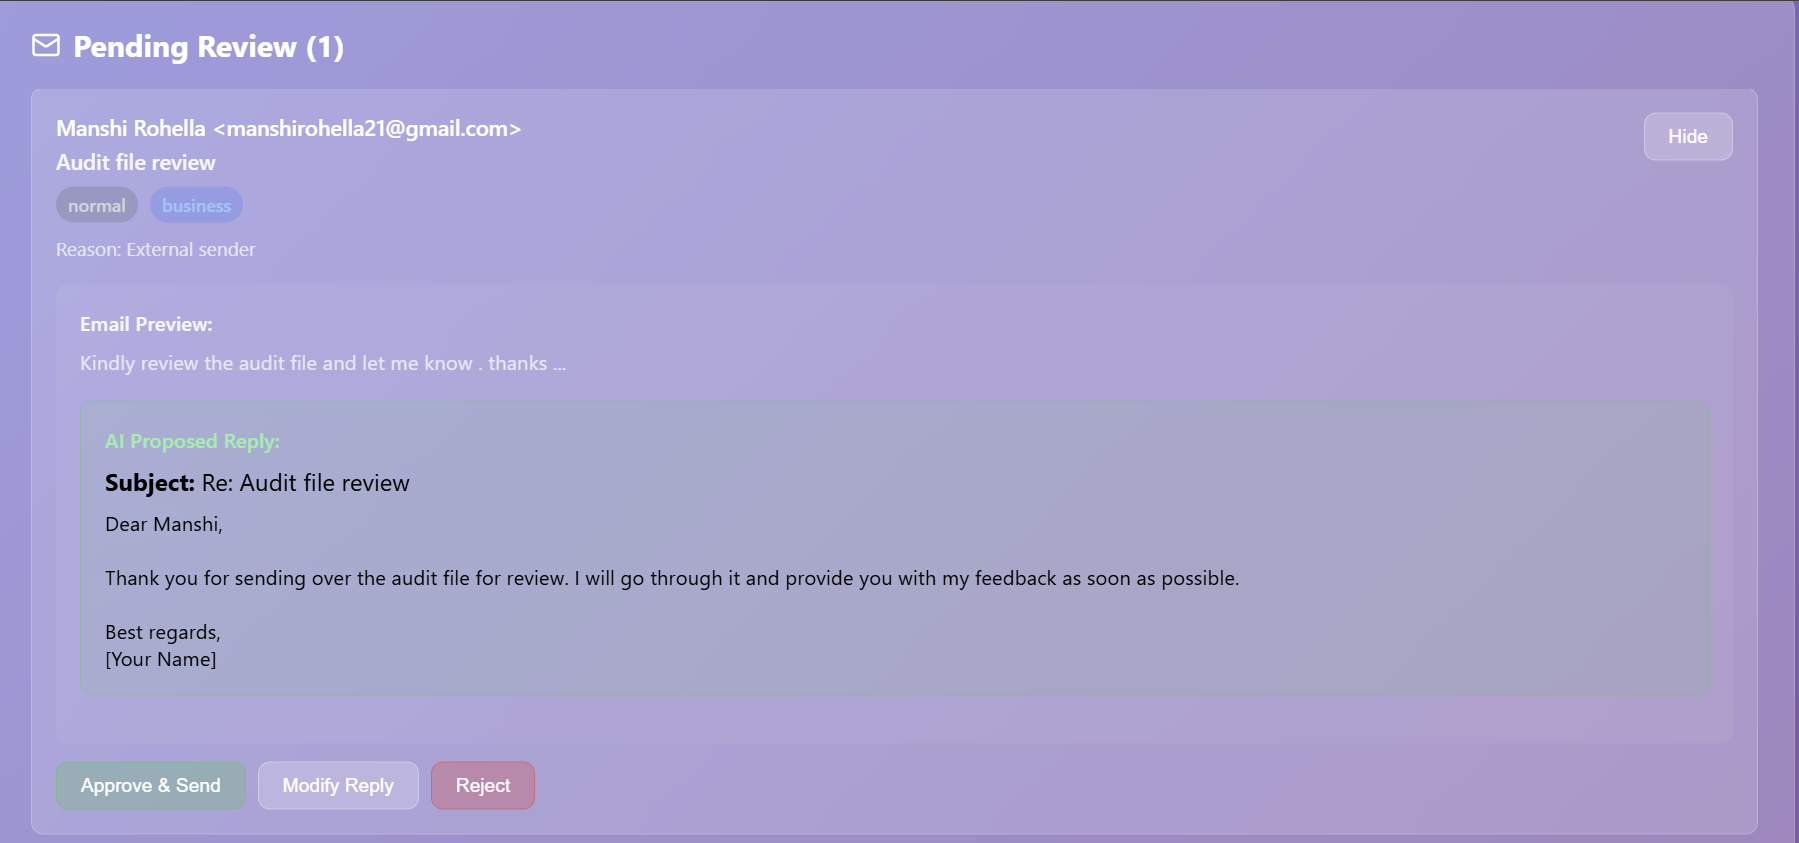 Pending Review (1)
Manshi Rohella <manshirohella21@gmail.com>
Hide
Audit file review
normal business
Reason: External sender
Email Preview:
Kindly review the audit file and let me know . thanks ...
AI Proposed Reply:
Subject: Re: Audit file review
Dear Manshi,
Thank you for sending over the audit file for review. I will go through it and provide you with my feedback as soon as possible.
Best regards,
[Your Name]
Approve & Send Modify Reply Reject